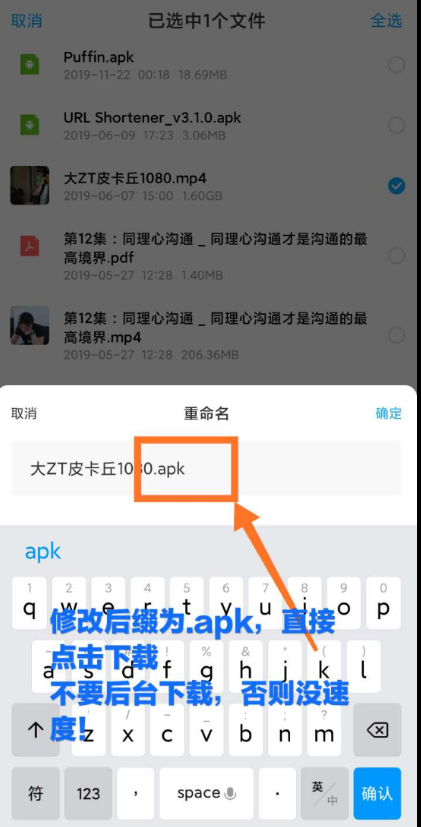 取消 已选中1个文件 全选
Puffin.apk
2019-11-22 00:18 18.69MB
URL Shortener_v3.1.0.apk
2019-06-09 17:23 3.06MB
大ZT皮卡丘1080.mp4
2019-06-07 15:00 1.60GB
第12集：同理心沟通 _ 同理心沟通才是沟通的最
高境界.pdf
2019-05-27 12:28 1.40MB
第12集：同理心沟通 _ 同理心沟通才是沟通的最
高境界.mp4
2019-05-27 12:28 206.36MB
取消 重命名 确定
大ZT皮卡丘1080.apk
apk
1 2 3 4 5 6 7 8 9 0
q w e r t y u i o p
修改后缀为.apk，直接
点击下载
不要后台下载，否则没速
度！
a s d f g h j k l
z x c v b n m
符 123 , space . 英/中 确认